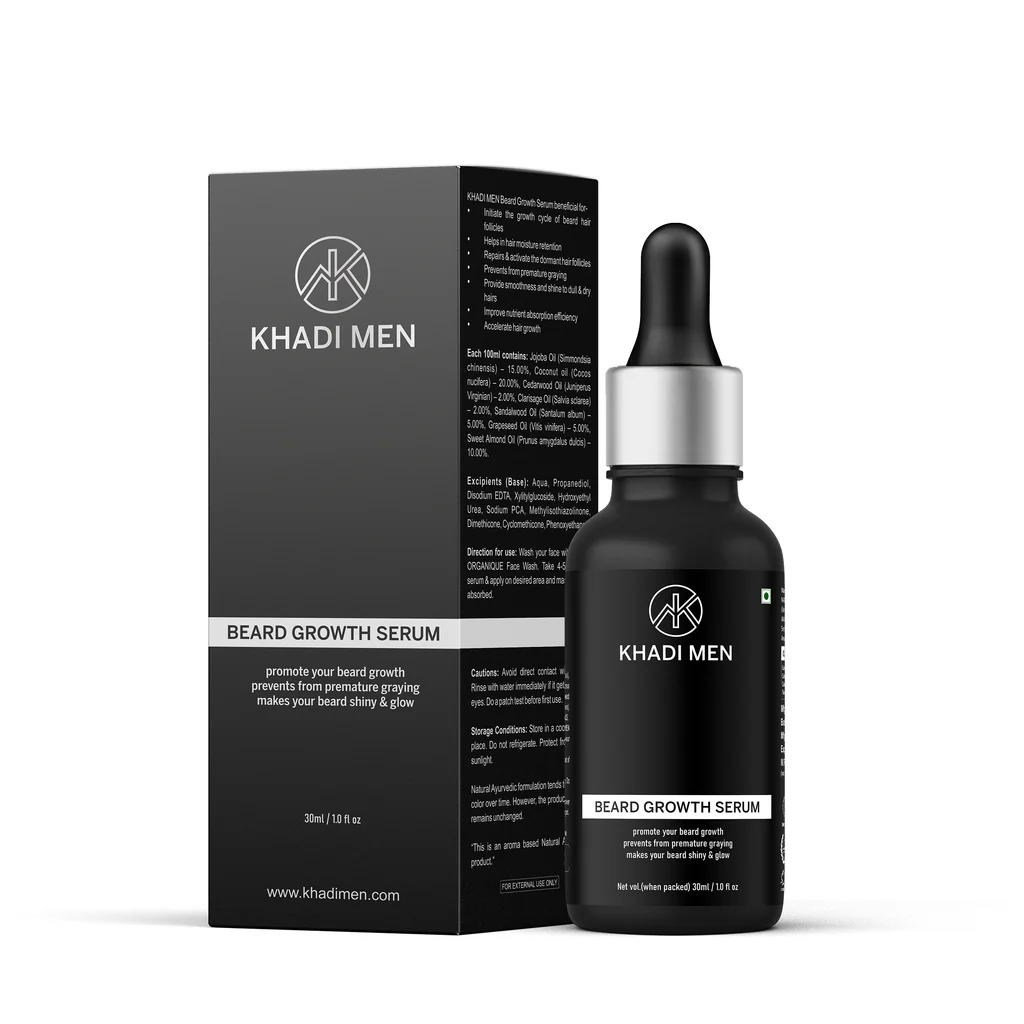 KHADI MEN
BEARD GROWTH SERUM
promote your beard growth
prevents from premature graying
makes your beard shiny & glow
30ml / 1.0 fl oz
www.khadimen.com
KHADI MEN Beard Growth Serum beneficial for-
• Initiate the growth cycle of beard hair
follicles
• Helps in hair moisture retention
• Repairs & activate the dormant hair follicles
• Prevents from premature graying
• Provide smoothness and shine to dull & dry
hairs
• Improve nutrient absorption efficiency
• Accelerate hair growth
Each 100ml contains: Jojoba Oil (Simmondsia
chinensis) – 15.00%, Coconut oil (Cocos
nucifera) – 20.00%, Cedarwood Oil (Juniperus
Virginian) – 2.00%, Clarisage Oil (Salvia sclarea)
– 2.00%, Sandalwood Oil (Santalum album) –
5.00%, Grapeseed Oil (Vitis vinifera) – 5.00%,
Sweet Almond Oil (Prunus amygdalus dulcis) –
10.00%.
Excipients (Base): Aqua, Propanediol,
Disodium EDTA, Xylitylglucoside, Hydroxyethyl
Urea, Sodium PCA, Methylisothiazolinone,
Dimethicone, Cyclomethicone, Phenoxyethan
Direction for use: Wash your face
ORGANIQUE Face Wash. Take 4-5
serum & apply on desired area and
absorbed.
Cautions: Avoid direct contact
Rinse with water immediately if it
eyes. Do a patch test before first use.
Storage Conditions: Store in a
place. Do not refrigerate. Protect
sunlight.
Natural Ayurvedic formulation tends
color over time. However, the
remains unchanged.
"This is an aroma based Natural
product."
FOR EXTERNAL USE ONLY
KHADI MEN
BEARD GROWTH SERUM
promote your beard growth
prevents from premature graying
makes your beard shiny & glow
Net vol.(when packed) 30ml / 1.0 fl oz